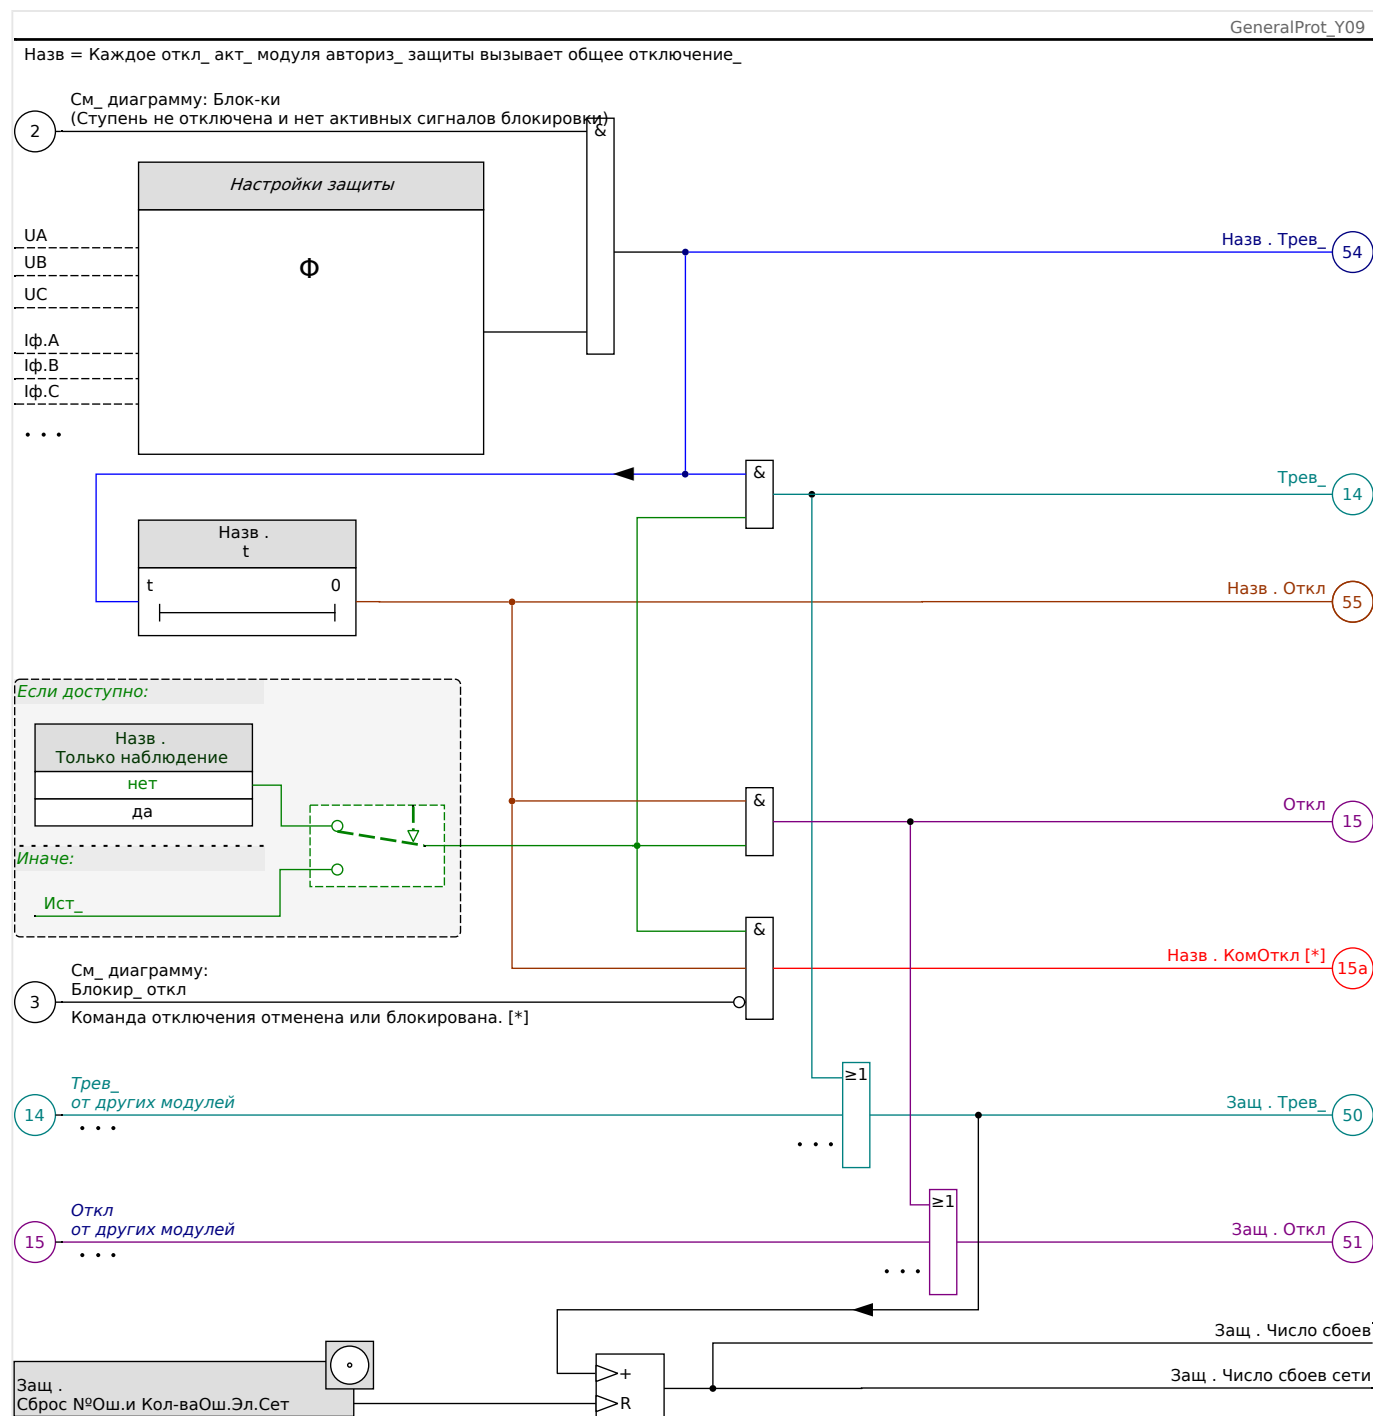 GeneralProt_Y09
Назв = Каждое откл_ акт_ модуля авториз_ защиты вызывает общее отключение_
См_ диаграмму: Блок-ки
(Ступень не отключена и нет активных сигналов блокировки)
2
&
Настройки защиты
Φ
UA
UB
UC
Iф.A
Iф.B
Iф.C
. . .
Назв . Трев_
54
&
Трев_
14
Назв .
t
t 0
Назв . Откл
55
Если доступно:
Назв .
Только наблюдение
нет
да
Иначе:
Ист_
&
Откл
15
&
Назв . КомОткл [*]
15a
См_ диаграмму:
Блокир_ откл
3
Команда отключения отменена или блокирована. [*]
Трев_
от других модулей
14
. . .
≥1
. . .
Защ . Трев_
50
Откл
от других модулей
15
. . .
≥1
. . .
Защ . Откл
51
Защ . Число сбоев
Защ . Число сбоев сети
+
R
Защ .
Сброс №Ош.и Кол-ваОш.Эл.Сет